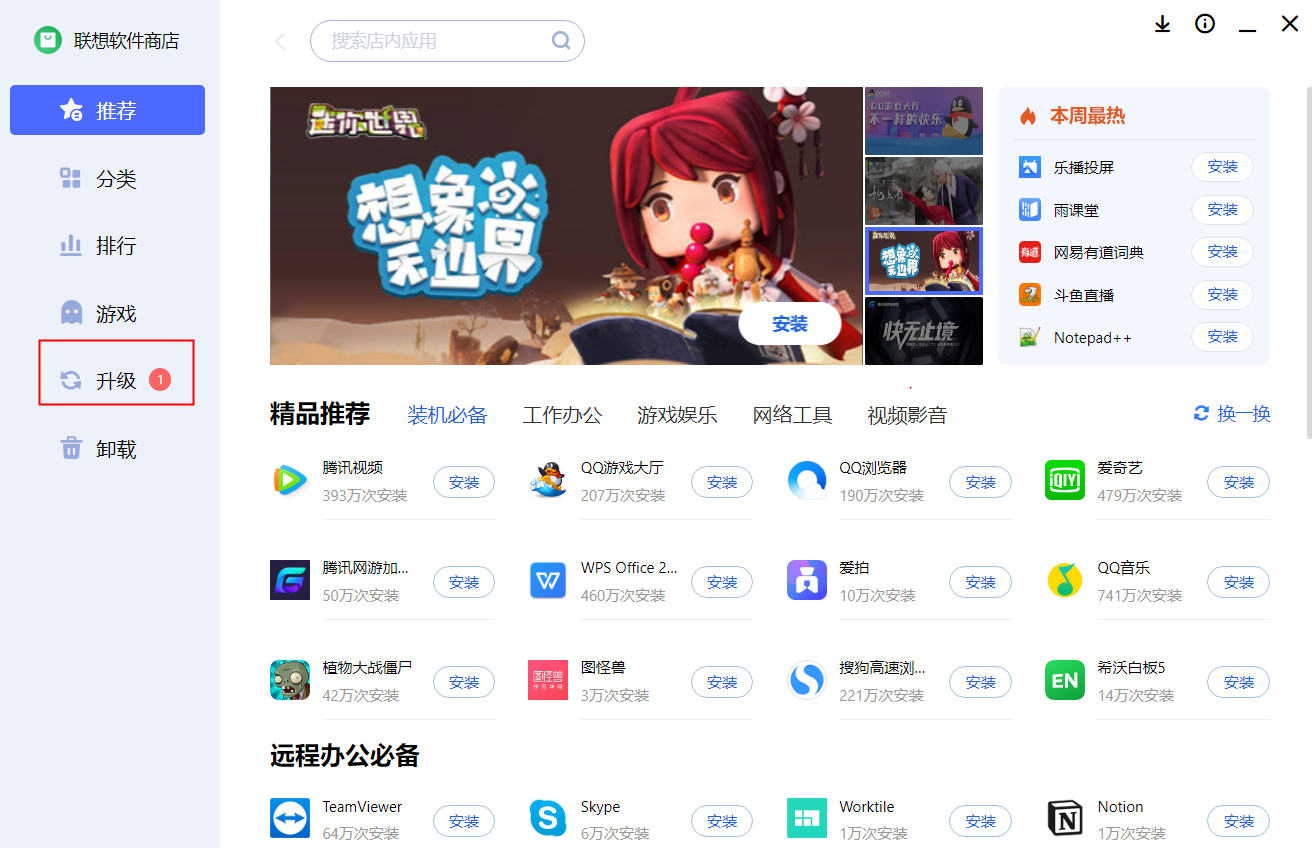 联想软件商店
搜索店内应用
推荐
分类
排行
游戏
升级 1
卸载
迷你世界
想象
无边界
安装
QQ游戏大厅
不一样的快乐
想象
无边界
快无止境
本周最热
乐播投屏 安装
雨课堂 安装
有道 网易有道词典 安装
斗鱼直播 安装
Notepad++ 安装
精品推荐 装机必备 工作办公 游戏娱乐 网络工具 视频影音 换一换
腾讯视频 393万次安装 安装
QQ游戏大厅 207万次安装 安装
QQ浏览器 190万次安装 安装
iQIYI 爱奇艺 479万次安装 安装
腾讯网游加... 50万次安装 安装
W WPS Office 2... 460万次安装 安装
爱拍 10万次安装 安装
QQ音乐 741万次安装 安装
植物大战僵尸 42万次安装 安装
图怪兽 图怪兽 3万次安装 安装
S 搜狗高速浏... 221万次安装 安装
EN 希沃白板5 14万次安装 安装
远程办公必备
TeamViewer 64万次安装 安装
S Skype 6万次安装 安装
Worktile 1万次安装 安装
N Notion 1万次安装 安装